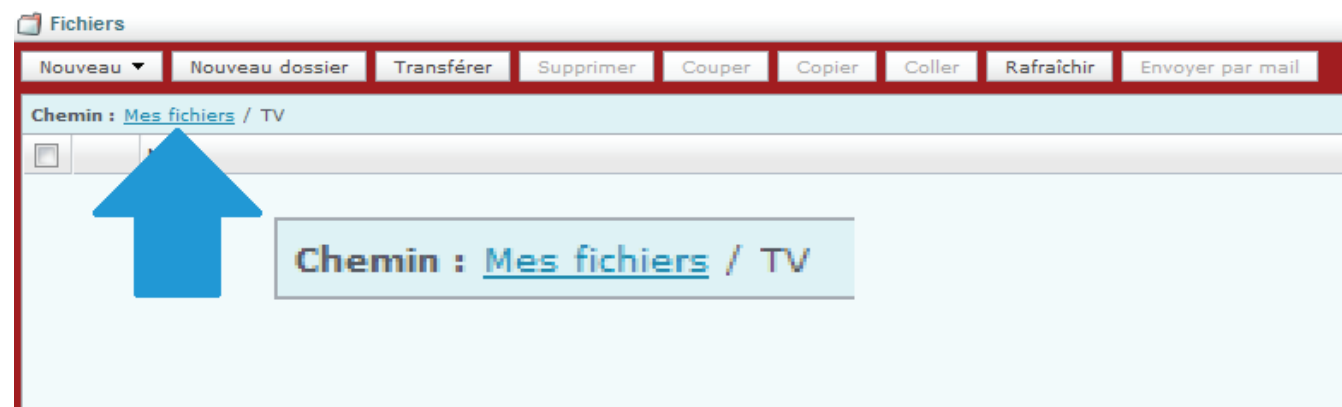 Fichiers
Nouveau Nouveau dossier Transférer Supprimer Couper Copier Coller Rafraîchir Envoyer par mail
Chemin : Mes fichiers / TV
Chemin : Mes fichiers / TV